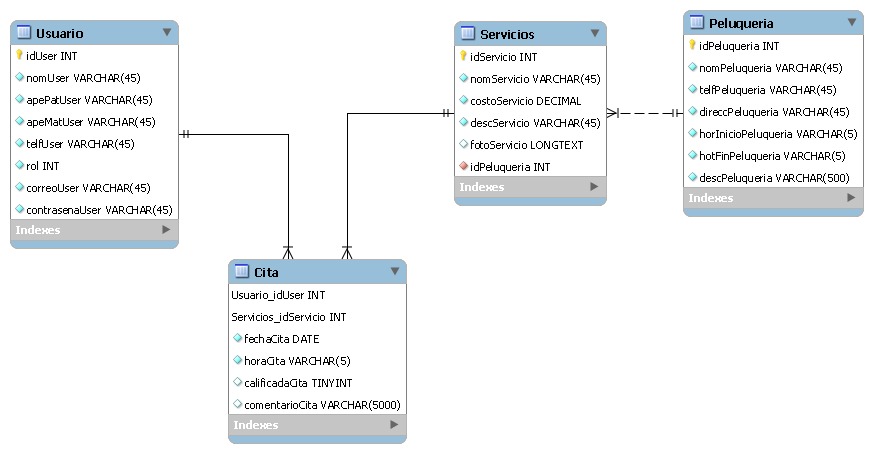 Usuario
idUser INT
nomUser VARCHAR(45)
apePatUser VARCHAR(45)
apeMatUser VARCHAR(45)
telfUser VARCHAR(45)
rol INT
correoUser VARCHAR(45)
contrasenaUser VARCHAR(45)
Indexes
Servicios
idServicio INT
nomServicio VARCHAR(45)
costoServicio DECIMAL
descServicio VARCHAR(45)
fotoServicio LONGTEXT
idPeluqueria INT
Indexes
Peluqueria
idPeluqueria INT
nomPeluqueria VARCHAR(45)
telfPeluqueria VARCHAR(45)
direccPeluqueria VARCHAR(45)
horInicioPeluqueria VARCHAR(5)
hotFinPeluqueria VARCHAR(5)
descPeluqueria VARCHAR(500)
Indexes
Cita
Usuario_idUser INT
Servicios_idServicio INT
fechaCita DATE
horaCita VARCHAR(5)
calificadaCita TINYINT
comentarioCita VARCHAR(5000)
Indexes